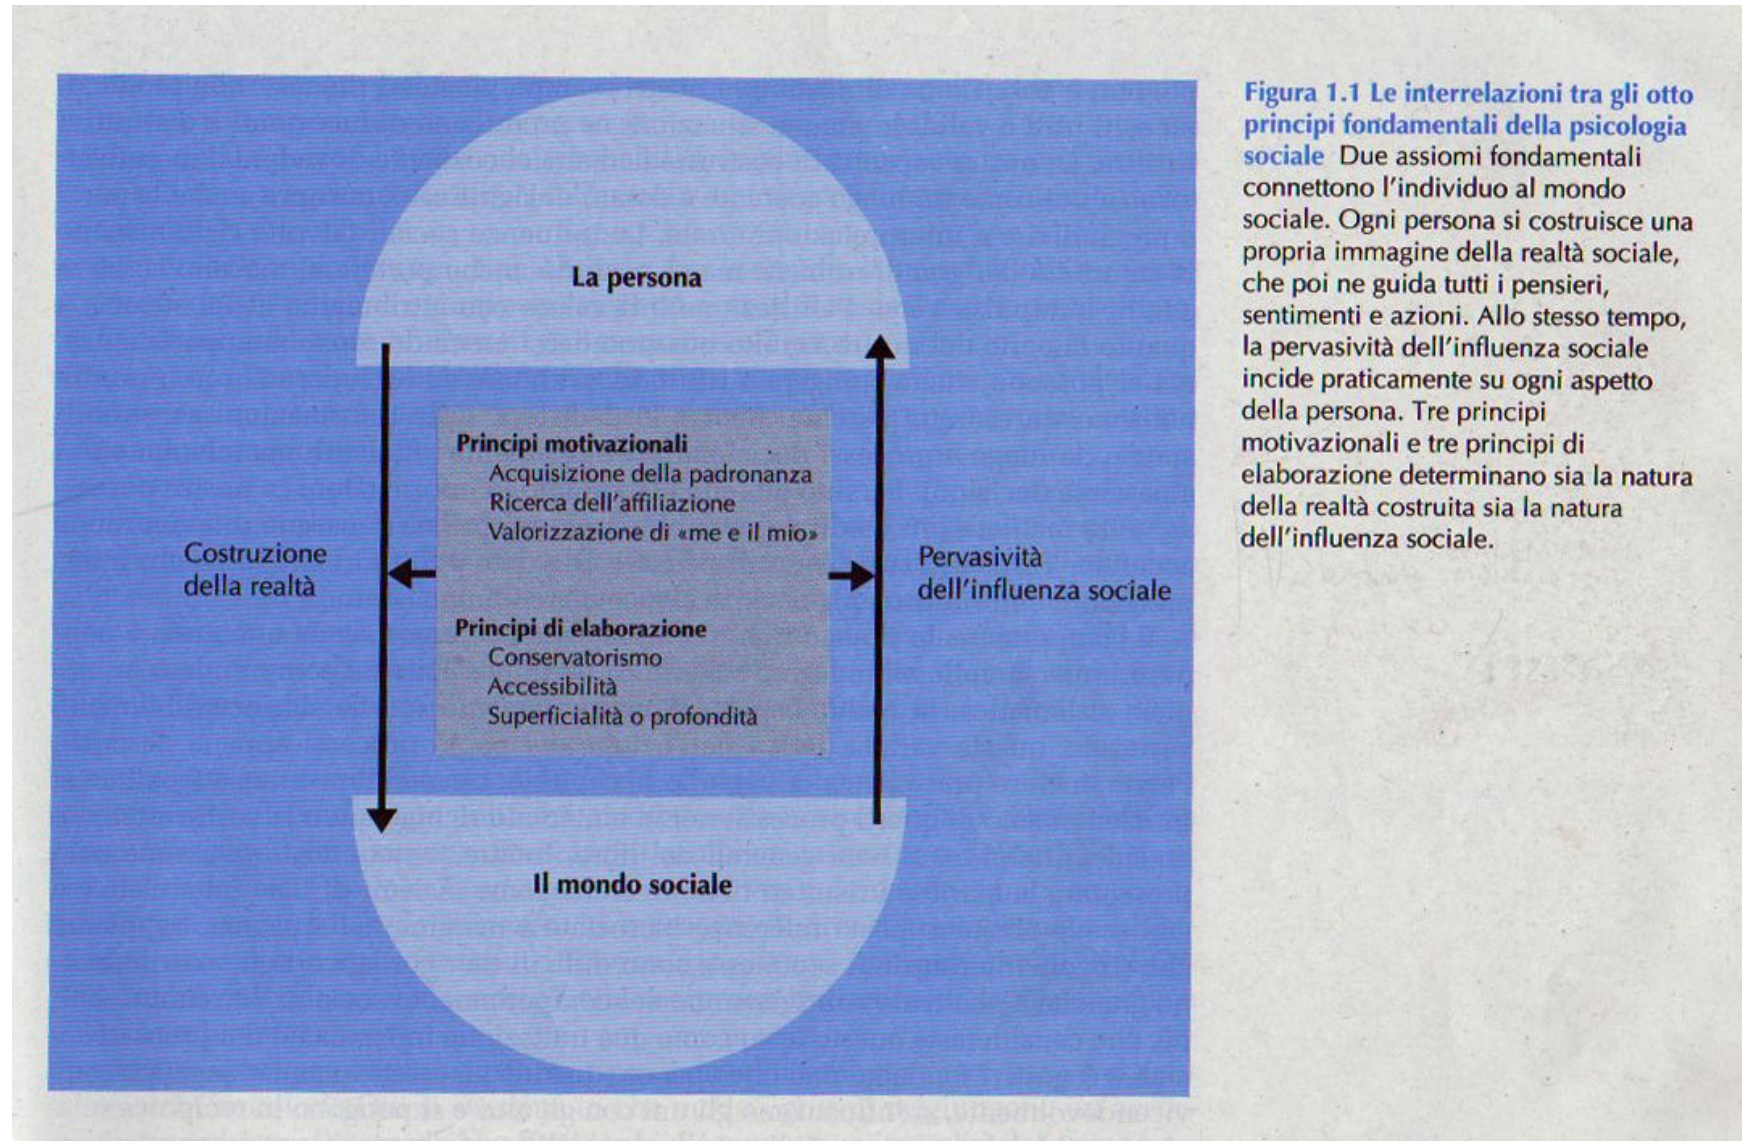 La persona
Principi motivazionali
Acquisizione della padronanza
Ricerca dell'affiliazione
Valorizzazione di «me e il mio»
Costruzione
della realtà
Pervasività
dell'influenza sociale
Principi di elaborazione
Conservatorismo
Accessibilità
Superficialità o profondità
Il mondo sociale
Figura 1.1 Le interrelazioni tra gli otto
principi fondamentali della psicologia
sociale Due assiomi fondamentali
connettono l'individuo al mondo
sociale. Ogni persona si costruisce una
propria immagine della realtà sociale,
che poi ne guida tutti i pensieri,
sentimenti e azioni. Allo stesso tempo,
la pervasività dell'influenza sociale
incide praticamente su ogni aspetto
della persona. Tre principi
motivazionali e tre principi di
elaborazione determinano sia la natura
della realtà costruita sia la natura
dell'influenza sociale.